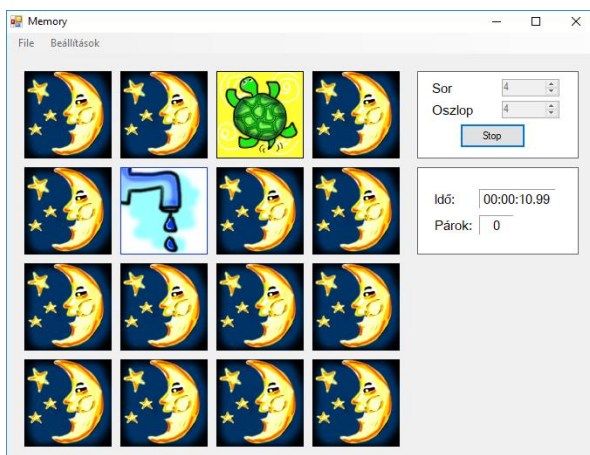 Memory
File Beállítások
Sor 4
Oszlop 4
Stop
Idő: 00:00:10.99
Párok: 0